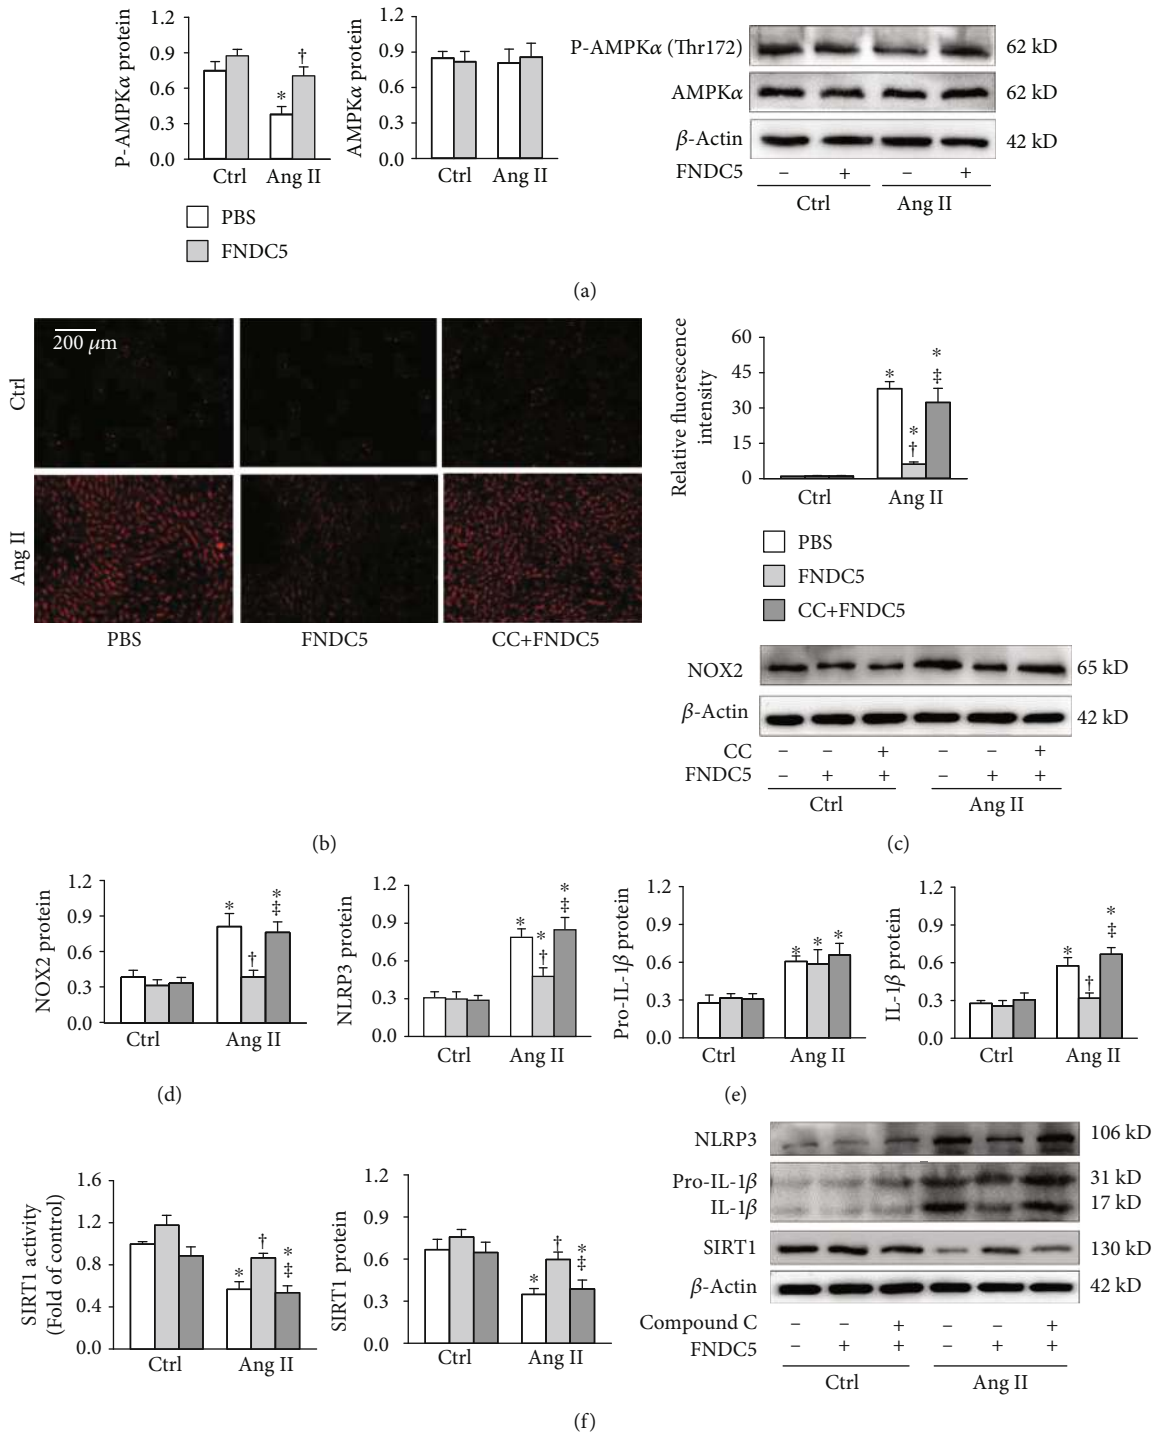 1.2
0.9
0.6
0.3
0.0
P-AMPKα protein
*
†
Ctrl
Ang II
1.2
0.9
0.6
0.3
0.0
AMPKα protein
Ctrl
Ang II
PBS
FNDC5
P-AMPKα (Thr172)
62 kD
AMPKα
62 kD
β-Actin
42 kD
FNDC5 − + − +
Ctrl
Ang II
(a)
200 μm
Ctrl
Ang II
PBS
FNDC5
CC+FNDC5
(b)
60
45
30
15
0
Relative fluorescence
intensity
*
*
†
*
‡
Ctrl
Ang II
PBS
FNDC5
CC+FNDC5
NOX2
65 kD
β-Actin
42 kD
CC − − + − − +
FNDC5 − + + − + +
Ctrl
Ang II
(c)
1.2
0.9
0.6
0.3
0.0
NOX2 protein
*
†
*
‡
Ctrl
Ang II
(d)
1.2
0.9
0.6
0.3
0.0
NLRP3 protein
*
*
†
*
‡
Ctrl
Ang II
1.2
0.9
0.6
0.3
0.0
Pro-IL-1β protein
* * *
Ctrl
Ang II
1.2
0.9
0.6
0.3
0.0
IL-1β protein
*
†
*
‡
Ctrl
Ang II
(e)
1.6
1.2
0.8
0.4
0.0
SIRT1 activity
(Fold of control)
*
†
*
‡
Ctrl
Ang II
1.2
0.9
0.6
0.3
0.0
SIRT1 protein
*
†
*
‡
Ctrl
Ang II
NLRP3
106 kD
Pro-IL-1β
31 kD
IL-1β
17 kD
SIRT1
130 kD
β-Actin
42 kD
Compound C − − + − − +
FNDC5 − + + − + +
Ctrl
Ang II
(f)